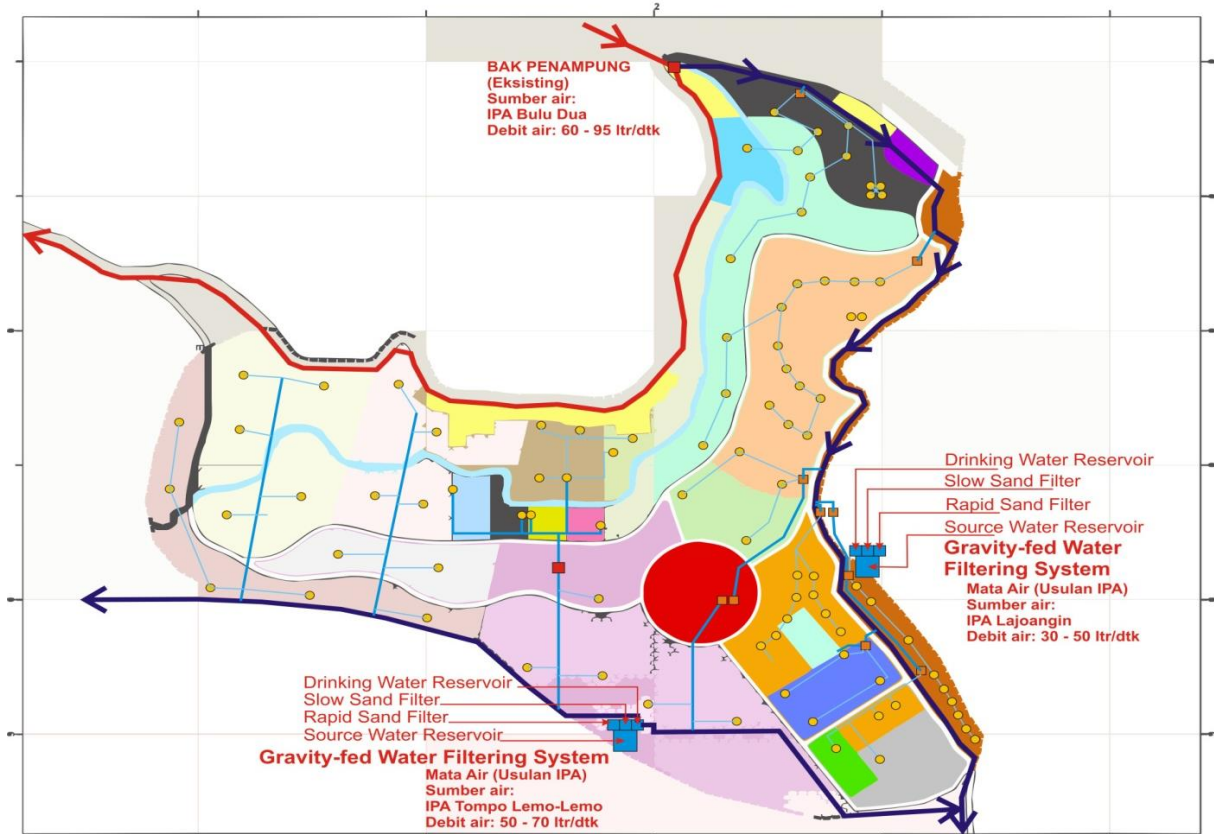 2
BAK PENAMPUNG
(Eksisting)
Sumber air:
IPA Bulu Dua
Debit air: 60 - 95 ltr/dtk
Drinking Water Reservoir
Slow Sand Filter
Rapid Sand Filter
Source Water Reservoir
Gravity-fed Water
Filtering System
Mata Air (Usulan IPA)
Sumber air:
IPA Lajoangin
Debit air: 30 - 50 ltr/dtk
Drinking Water Reservoir
Slow Sand Filter
Rapid Sand Filter
Source Water Reservoir
Gravity-fed Water Filtering System
Mata Air (Usulan IPA)
Sumber air:
IPA Tompo Lemo-Lemo
Debit air: 50 - 70 ltr/dtk